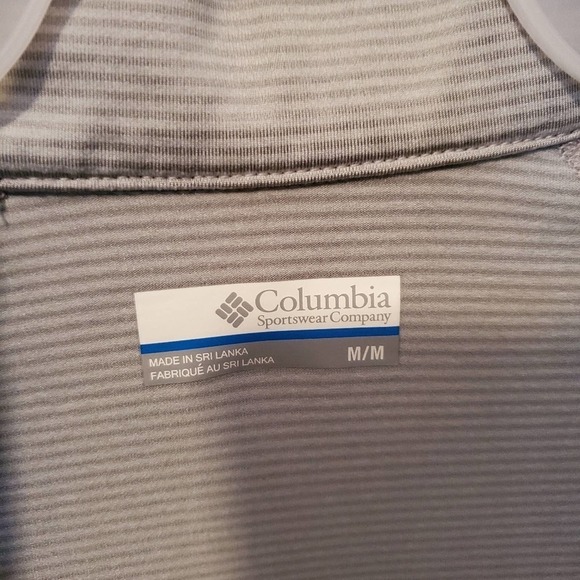 Columbia
Sportswear Company
MADE IN SRI LANKA
FABRIQUÉ AU SRI LANKA
M/M